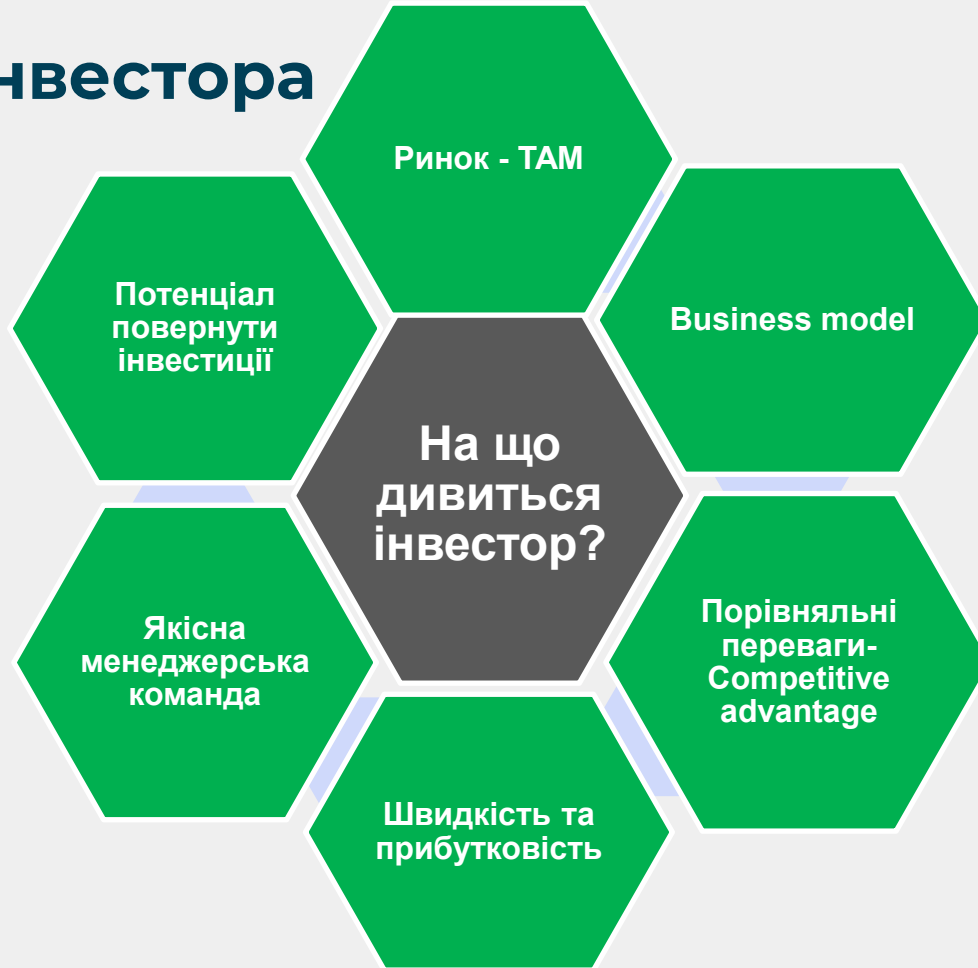 нвестора
Ринок - TAM
Business model
Потенціал
повернути
інвестиції
На що
дивиться
інвестор?
Порівняльні
переваги-
Competitive
advantage
Якісна
менеджерська
команда
Швидкість та
прибутковість